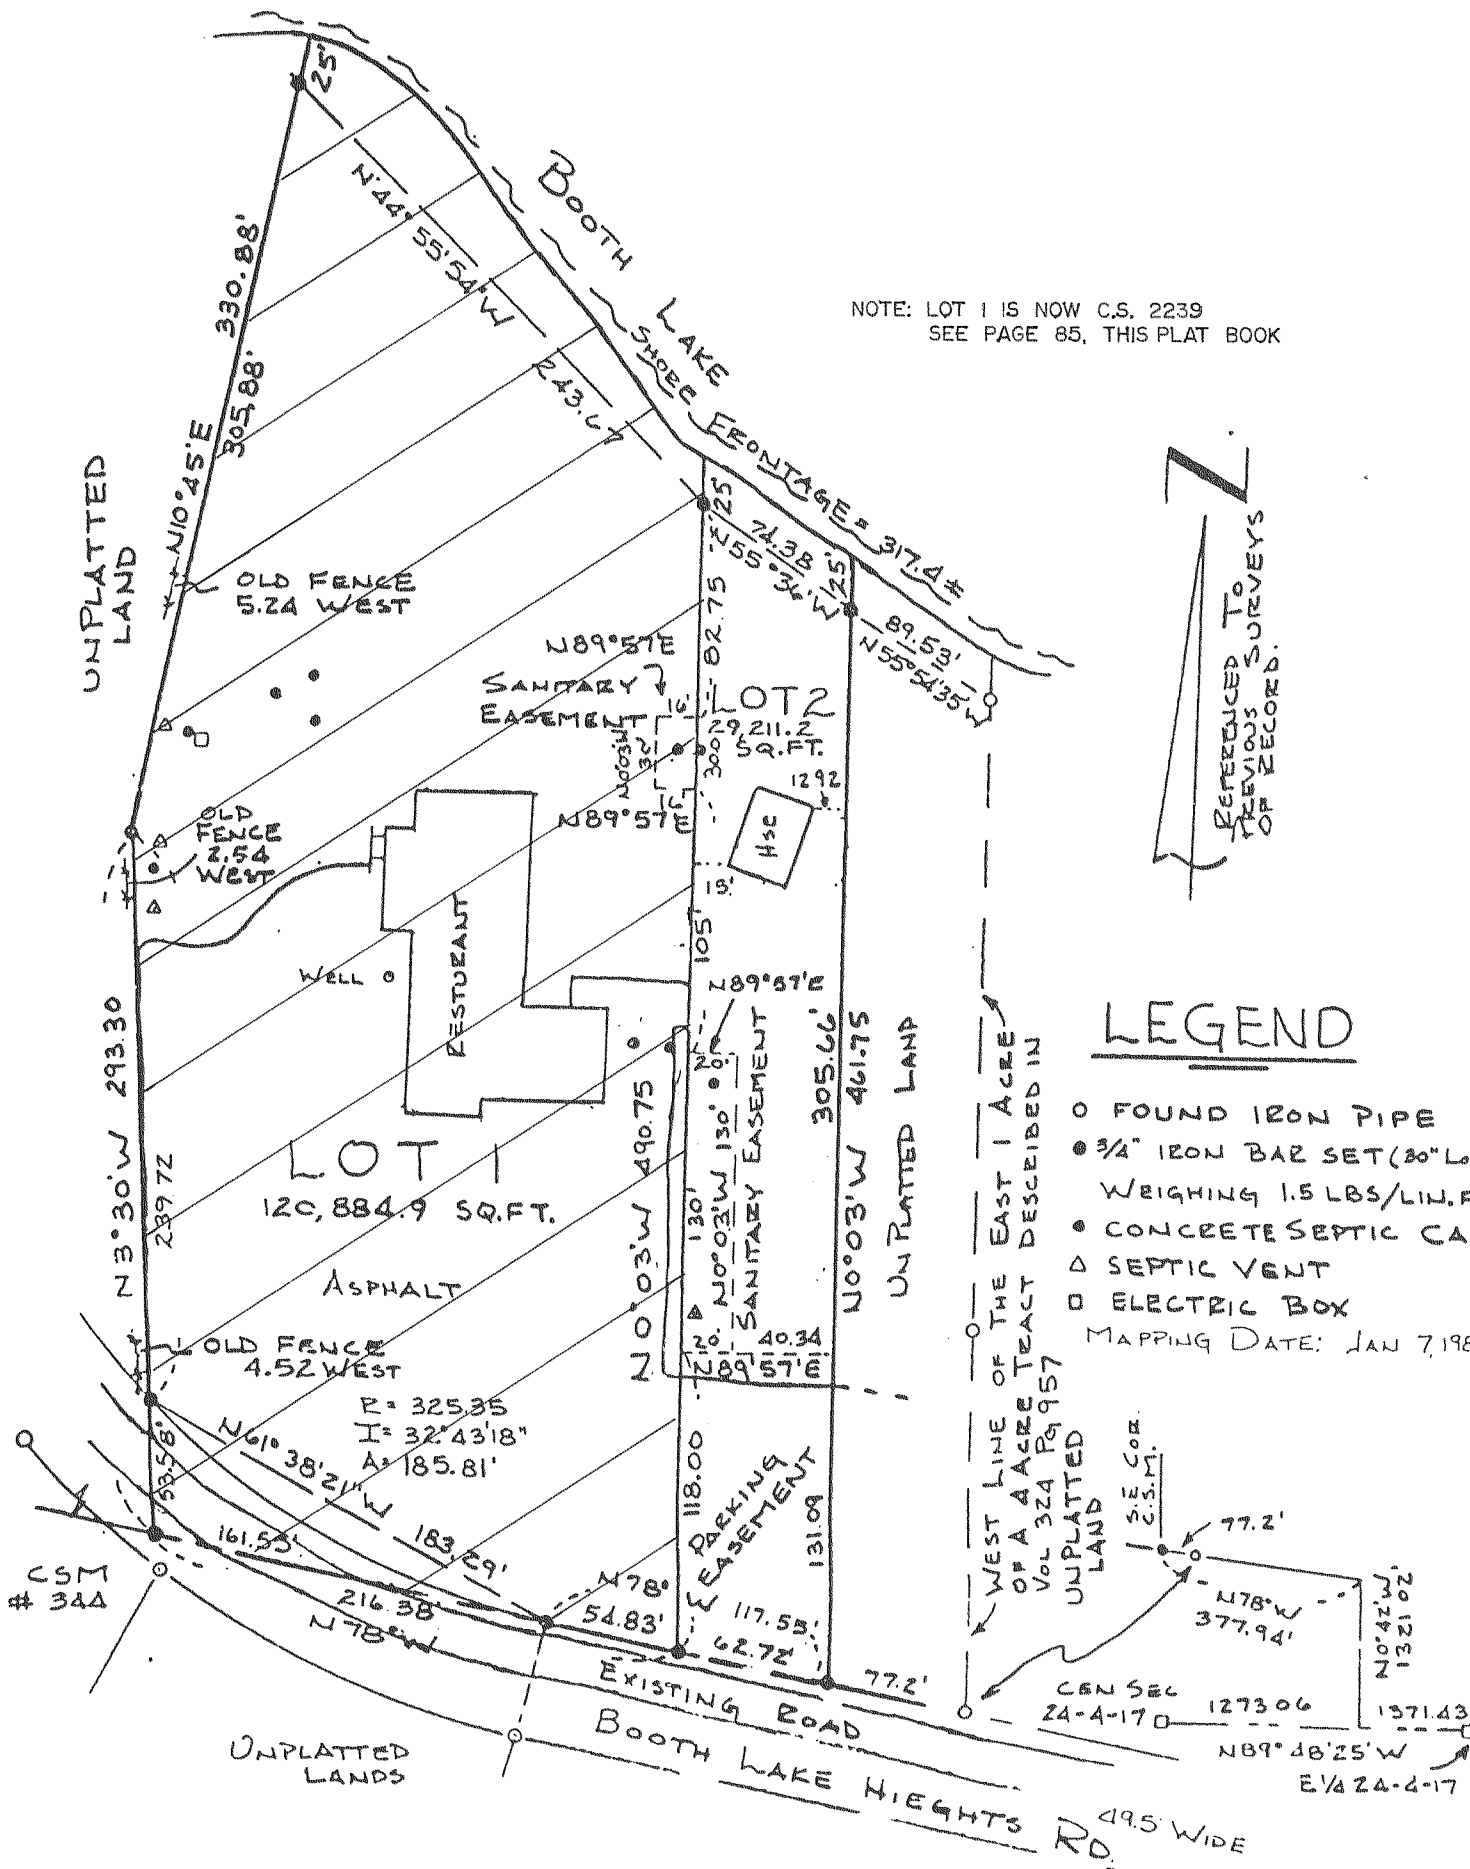 25'
N 44° 55' 54" W
243.67
BOOTH LAKE
SHORE FRONTAGE = 317.4±
NOTE: LOT 1 IS NOW C.S. 2239
SEE PAGE 85, THIS PLAT BOOK
330.88'
305.88'
N10°45'E
UNPLATTED
LAND
OLD FENCE
5.24 WEST
25'
74.38
N55°36'W
25'
89.53'
N55°54'35"W
REFERENCED TO
PREVIOUS SURVEYS
OF RECORD.
82.75
N89°57'E
SANITARY
EASEMENT
16'
N0°03'W
30'
16'
N89°57'E
LOT 2
29,211.2
SQ.FT.
300
1292
HSE
15'
105'
OLD
FENCE
2.54
WEST
RESTURANT
WELL
N89°57'E
20'
N 3°30'W 293.30
239.72
LOT 1
120,884.9 SQ.FT.
ASPHALT
N 0°03'W 490.75
130'
N0°03'W 130'
SANITARY EASEMENT
305.66'
N0°03'W 461.75
UNPLATTED LAND
20'
40.34
N89°57'E
WEST LINE OF THE EAST 1 ACRE
OF A 4 ACRE TRACT DESCRIBED IN
VOL 324 PG 957
UNPLATTED
LAND
LEGEND
FOUND IRON PIPE
3/4" IRON BAR SET (30" LO
WEIGHING 1.5 LBS/LIN. F
CONCRETE SEPTIC CA
SEPTIC VENT
ELECTRIC BOX
MAPPING DATE: JAN 7, 198
OLD FENCE
4.52 WEST
R= 325.35
I= 32°43'18"
A= 185.81'
N61°38'21"W
183.29'
53.58'
161.55'
216.38'
N78°W
N78° W
54.83'
118.00
PARKING
EASEMENT
131.09
117.55'
62.72'
77.2'
CSM
# 344
EXISTING ROAD
BOOTH LAKE HIEGHTS RD.
49.5 WIDE
UNPLATTED
LANDS
S.E. COR.
C.S.M.
77.2'
N78°W
377.94'
N0°42'W
1321.02'
CEN SEC
24-4-17
1273.06
1371.43
N89°48'25"W
E 1/4 24-4-17